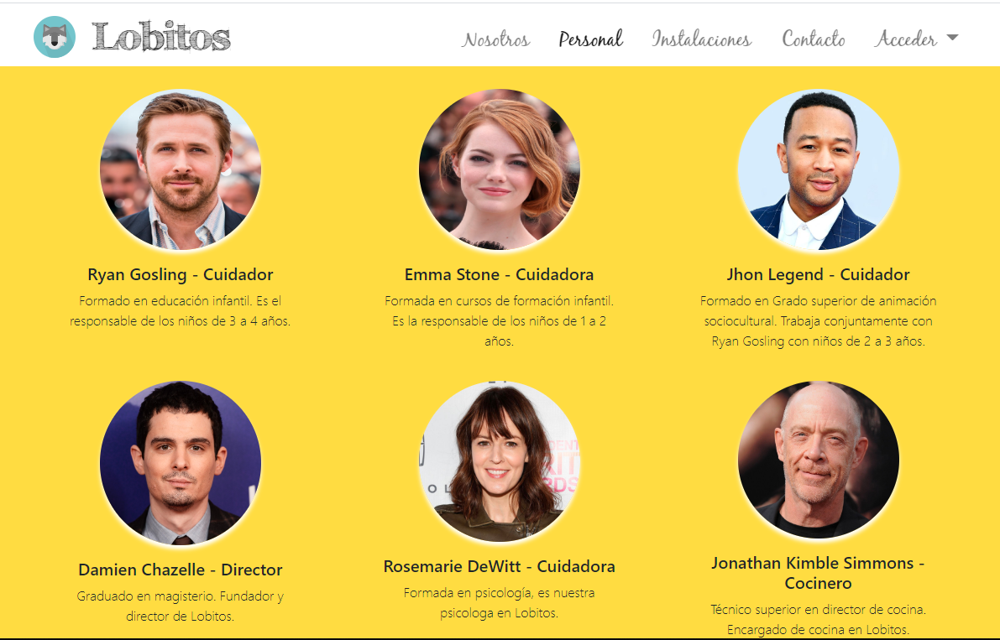 Lobitos
Nosotros Personal Instalaciones Contacto Acceder
Ryan Gosling - Cuidador
Formado en educación infantil. Es el
responsable de los niños de 3 a 4 años.
Emma Stone - Cuidadora
Formada en cursos de formación infantil.
Es la responsable de los niños de 1 a 2
años.
Jhon Legend - Cuidador
Formado en Grado superior de animación
sociocultural. Trabaja conjuntamente con
Ryan Gosling con niños de 2 a 3 años.
Damien Chazelle - Director
Graduado en magisterio. Fundador y
director de Lobitos.
Rosemarie DeWitt - Cuidadora
Formada en psicología, es nuestra
psicologa en Lobitos.
Jonathan Kimble Simmons -
Cocinero
Técnico superior en director de cocina.
Encargado de cocina en Lobitos.